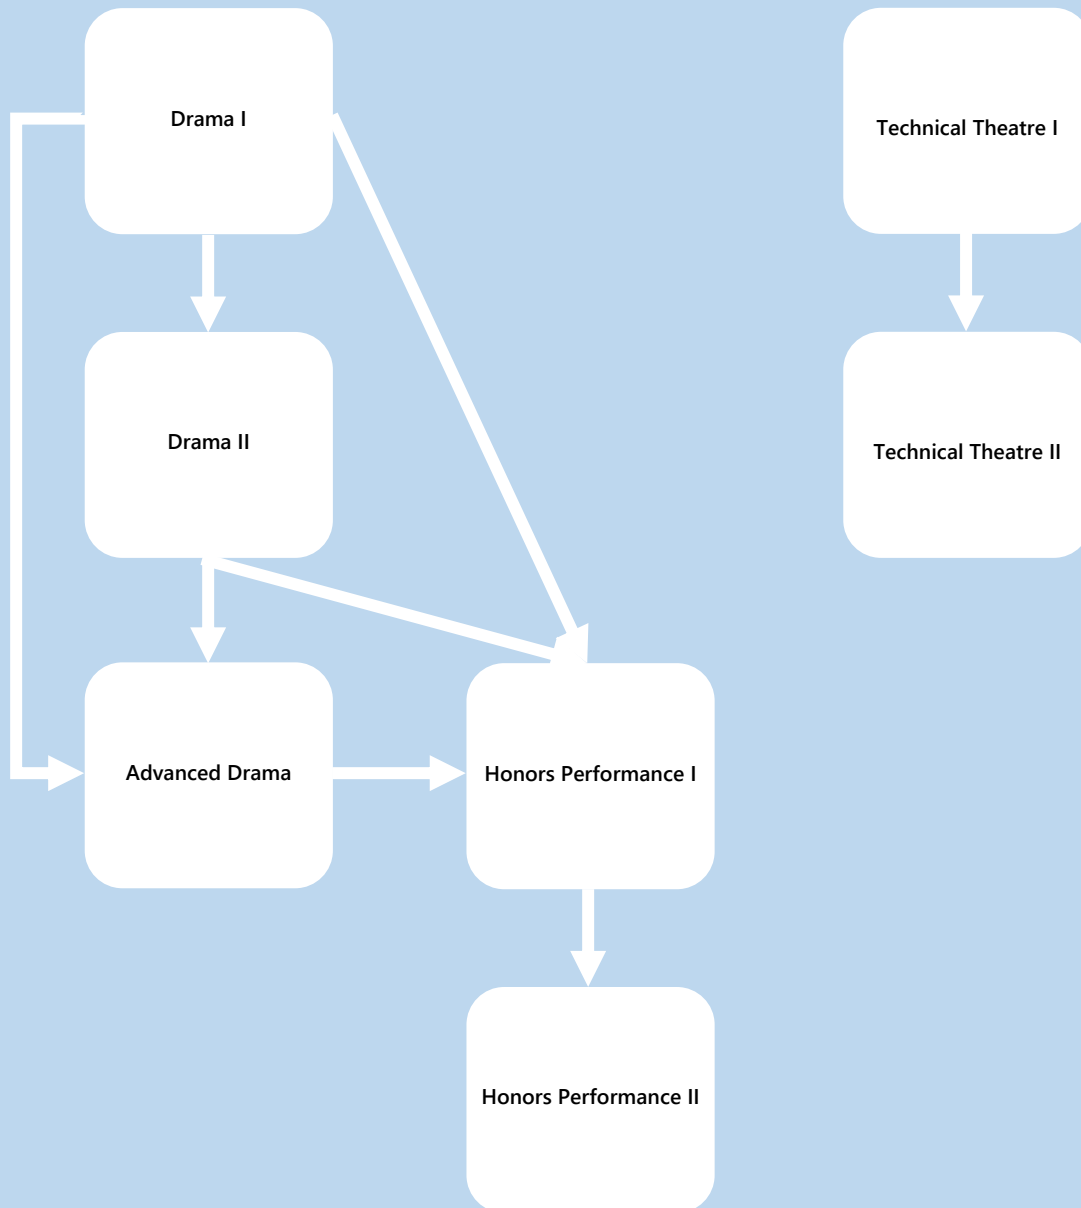 Drama I
Technical Theatre I
Drama II
Technical Theatre II
Advanced Drama
Honors Performance I
Honors Performance II